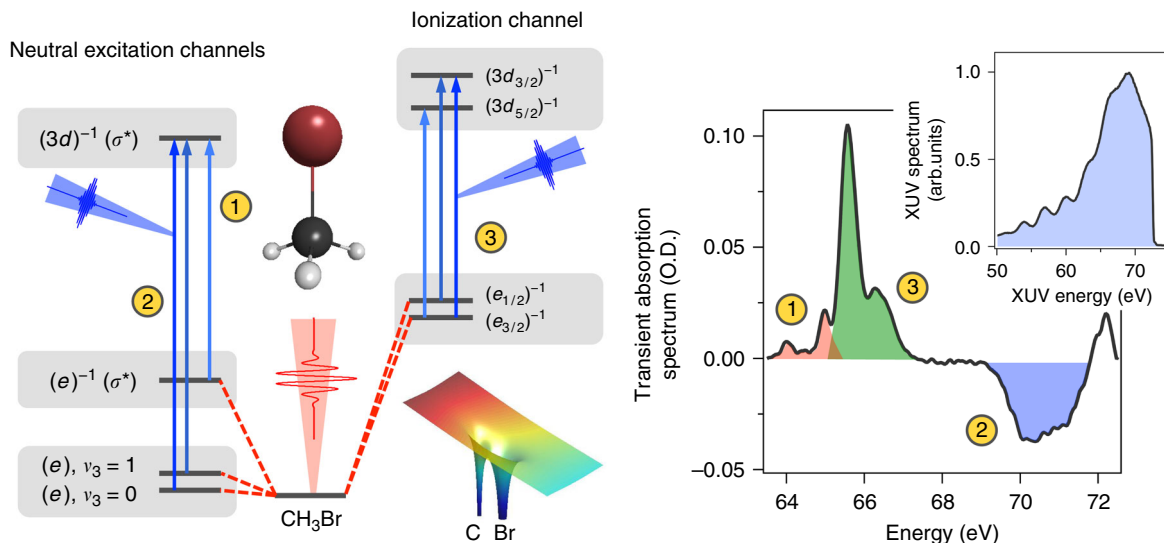 Neutral excitation channels
Ionization channel
(3d)⁻¹ (σ*)
(e)⁻¹ (σ*)
(e), ν₃ = 1
(e), ν₃ = 0
1
2
CH₃Br
(3d₃/₂)⁻¹
(3d₅/₂)⁻¹
3
(e₁/₂)⁻¹
(e₃/₂)⁻¹
C Br
Transient absorption
spectrum (O.D.)
0.10
0.05
0.00
−0.05
64 66 68 70 72
Energy (eV)
1
3
2
XUV spectrum
(arb.units)
1.0
0.5
0.0
50 60 70
XUV energy (eV)